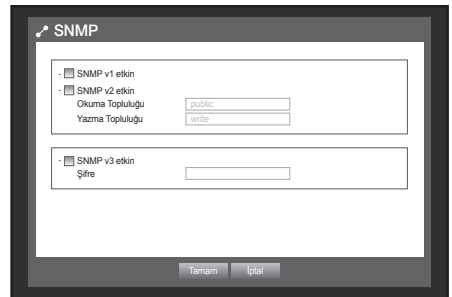 SNMP
· SNMP v1 etkin
· SNMP v2 etkin
Okuma Topluluğu public
Yazma Topluluğu write
· SNMP v3 etkin
Şifre
Tamam İptal